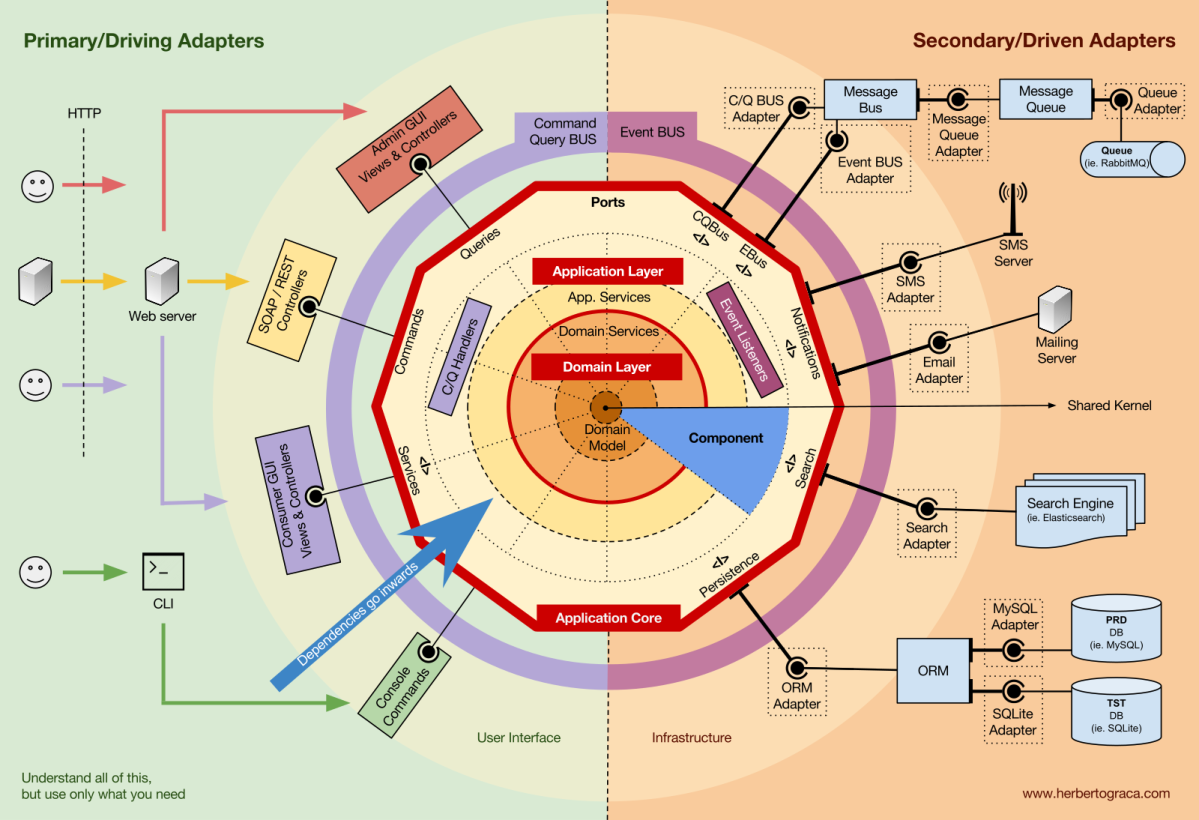 Primary/Driving Adapters
Secondary/Driven Adapters
HTTP
Admin GUI
Views & Controllers
Command
Query BUS
Event BUS
C/Q BUS
Adapter
Message
Bus
Message
Queue
Adapter
Message
Queue
Queue
Adapter
Event BUS
Adapter
Queue
(ie. RabbitMQ)
Ports
Queries
CQBus
</>
EBus
</>
SMS
Server
SMS
Adapter
Web server
SOAP / REST
Controllers
Application Layer
App. Services
Domain Services
Domain Layer
Domain
Model
Commands
C/Q Handlers
Event Listeners
Notifications
</>
Email
Adapter
Mailing
Server
Shared Kernel
Component
Consumer GUI
Views & Controllers
Services
</>
Search
</>
Search
Adapter
Search Engine
(ie. Elasticsearch)
Dependencies go inwards
Persistence
</>
CLI
Application Core
Console
Commands
ORM
Adapter
ORM
MySQL
Adapter
PRD
DB
(ie. MySQL)
SQLite
Adapter
TST
DB
(ie. SQLite)
User Interface
Infrastructure
Understand all of this,
but use only what you need
www.herbertograca.com